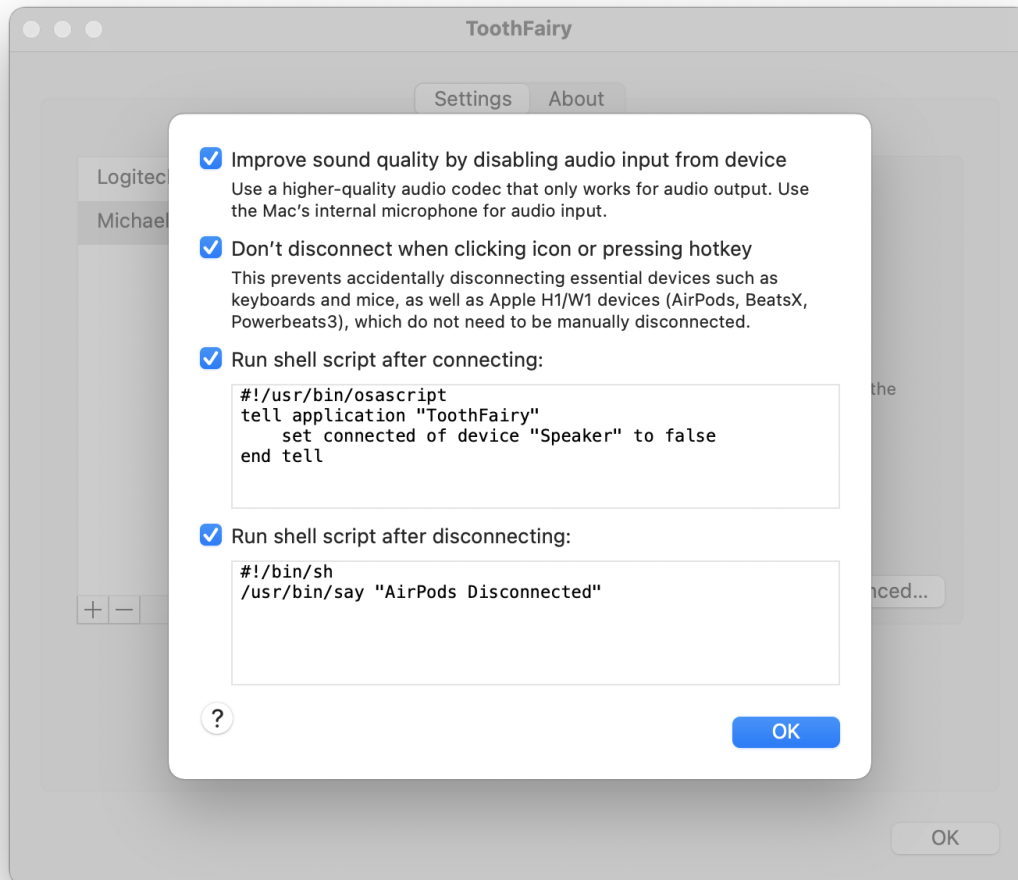 ToothFairy
Settings
About
Improve sound quality by disabling audio input from device
Use a higher-quality audio codec that only works for audio output. Use
the Mac’s internal microphone for audio input.
Don’t disconnect when clicking icon or pressing hotkey
This prevents accidentally disconnecting essential devices such as
keyboards and mice, as well as Apple H1/W1 devices (AirPods, BeatsX,
Powerbeats3), which do not need to be manually disconnected.
Run shell script after connecting:
#!/usr/bin/osascript
tell application "ToothFairy"
    set connected of device "Speaker" to false
end tell
Run shell script after disconnecting:
#!/bin/sh
/usr/bin/say "AirPods Disconnected"
?
OK
Michael
the
OK